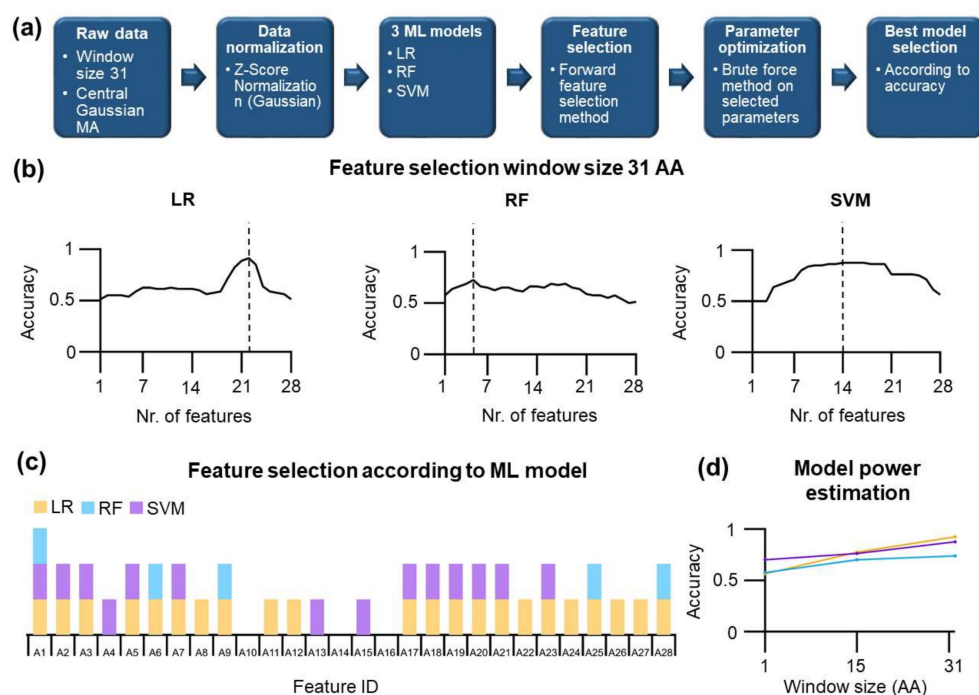 (a)
Raw data
• Window
size 31
• Central
Gaussian
MA
Data
normalization
• Z-Score
Normalizatio
n (Gaussian)
3 ML models
• LR
• RF
• SVM
Feature
selection
• Forward
feature
selection
method
Parameter
optimization
• Brute force
method on
selected
parameters
Best model
selection
• According to
accuracy
(b)
Feature selection window size 31 AA
LR
Accuracy
1
0.5
0
1 7 14 21 28
Nr. of features
RF
Accuracy
1
0.5
0
1 7 14 21 28
Nr. of features
SVM
Accuracy
1
0.5
0
1 7 14 21 28
Nr. of features
(c)
Feature selection according to ML model
LR RF SVM
A1 A2 A3 A4 A5 A6 A7 A8 A9 A10 A11 A12 A13 A14 A15 A16 A17 A18 A19 A20 A21 A22 A23 A24 A25 A26 A27 A28
Feature ID
(d)
Model power
estimation
Accuracy
1
0.5
0
1 15 31
Window size (AA)